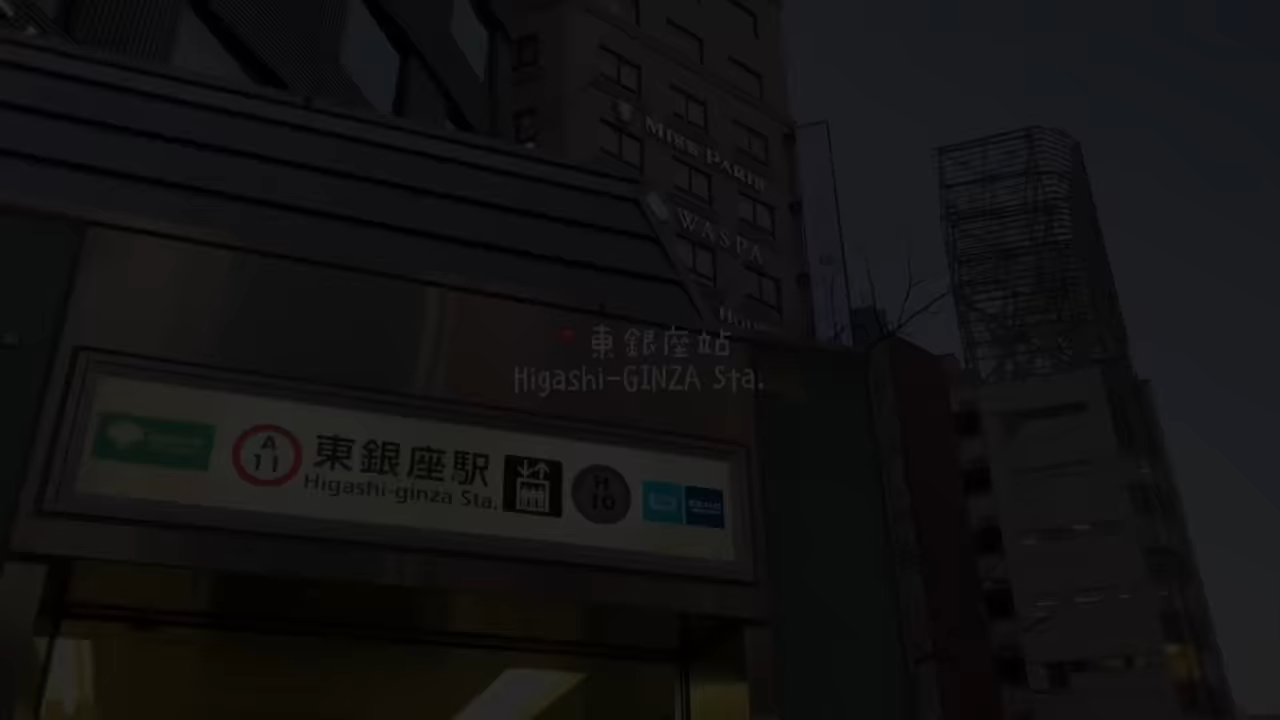 MISS PARIS
WASPA
東銀座站
Higashi-GINZA Sta.
A
11
東銀座駅
Higashi-ginza Sta.
H
10